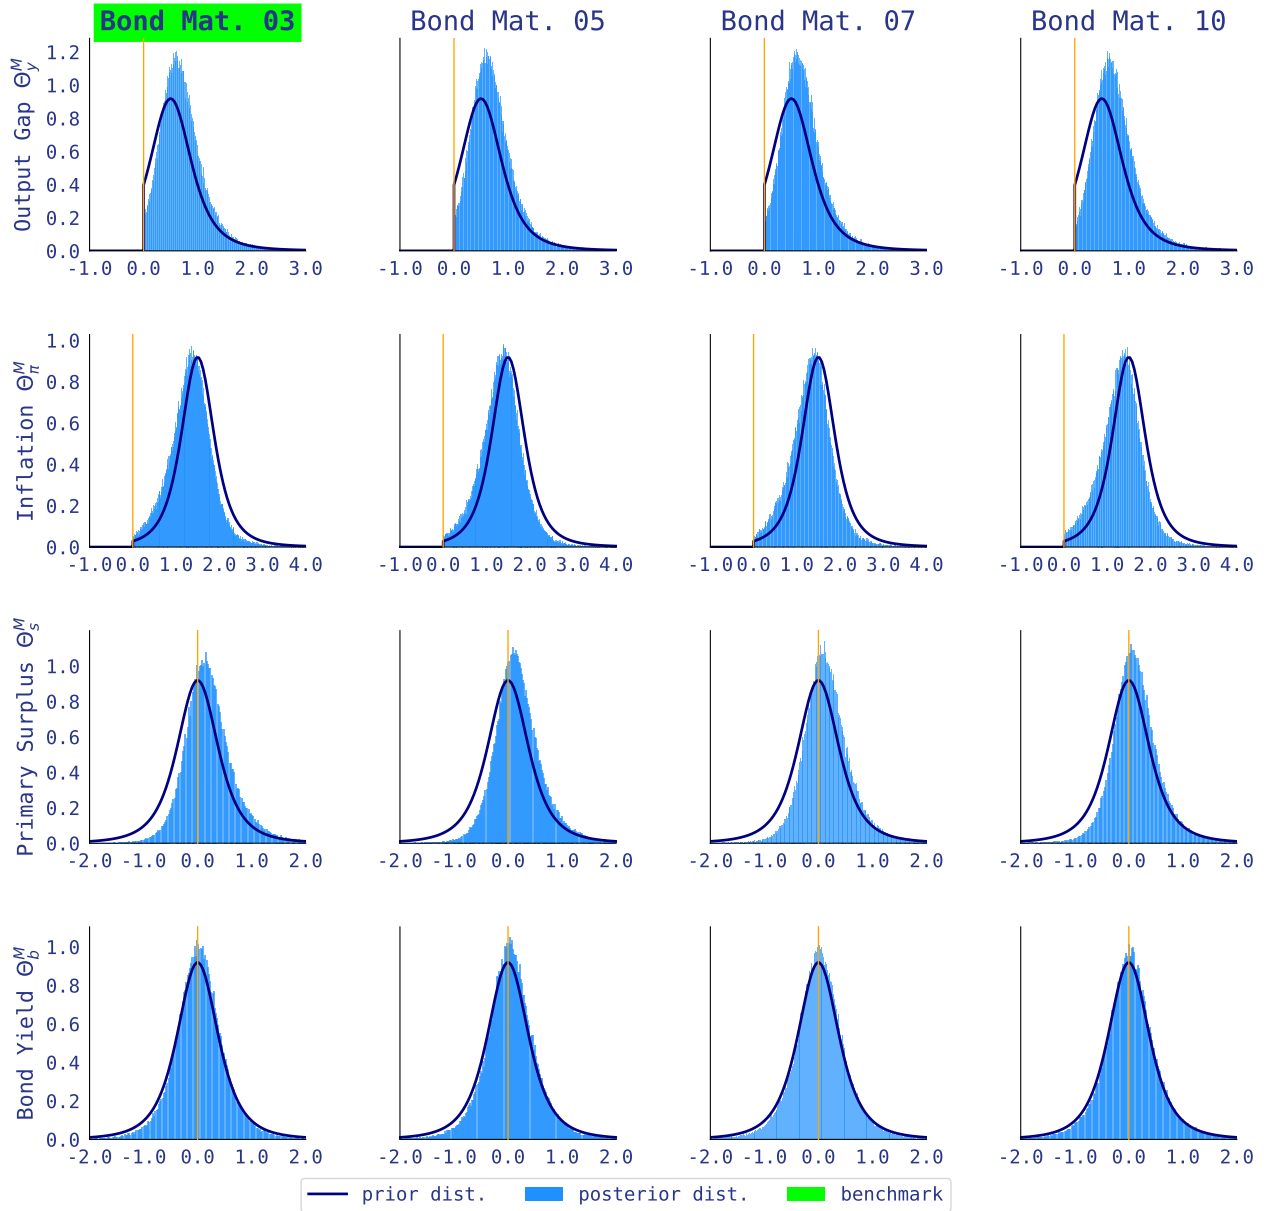 Bond Mat. 03 Bond Mat. 05 Bond Mat. 07 Bond Mat. 10
Output Gap Θ_y^M
1.2
1.0
0.8
0.6
0.4
0.2
0.0
-1.0 0.0 1.0 2.0 3.0 -1.0 0.0 1.0 2.0 3.0 -1.0 0.0 1.0 2.0 3.0 -1.0 0.0 1.0 2.0 3.0
Inflation Θ_π^M
1.0
0.8
0.6
0.4
0.2
0.0
-1.0 0.0 1.0 2.0 3.0 4.0 -1.0 0.0 1.0 2.0 3.0 4.0 -1.0 0.0 1.0 2.0 3.0 4.0 -1.0 0.0 1.0 2.0 3.0 4.0
Primary Surplus Θ_s^M
1.0
0.8
0.6
0.4
0.2
0.0
-2.0 -1.0 0.0 1.0 2.0 -2.0 -1.0 0.0 1.0 2.0 -2.0 -1.0 0.0 1.0 2.0 -2.0 -1.0 0.0 1.0 2.0
Bond Yield Θ_b^M
1.0
0.8
0.6
0.4
0.2
0.0
-2.0 -1.0 0.0 1.0 2.0 -2.0 -1.0 0.0 1.0 2.0 -2.0 -1.0 0.0 1.0 2.0 -2.0 -1.0 0.0 1.0 2.0
prior dist. posterior dist. benchmark